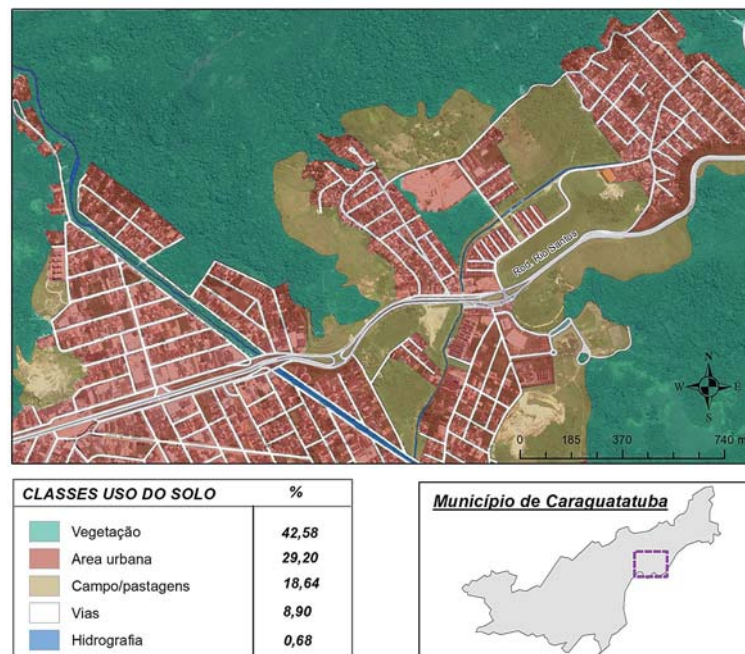 Rod. Rio Santos
N
W E
S
0 185 370 740 m
CLASSES USO DO SOLO %
Vegetação 42,58
Area urbana 29,20
Campo/pastagens 18,64
Vias 8,90
Hidrografia 0,68
Município de Caraguatatuba